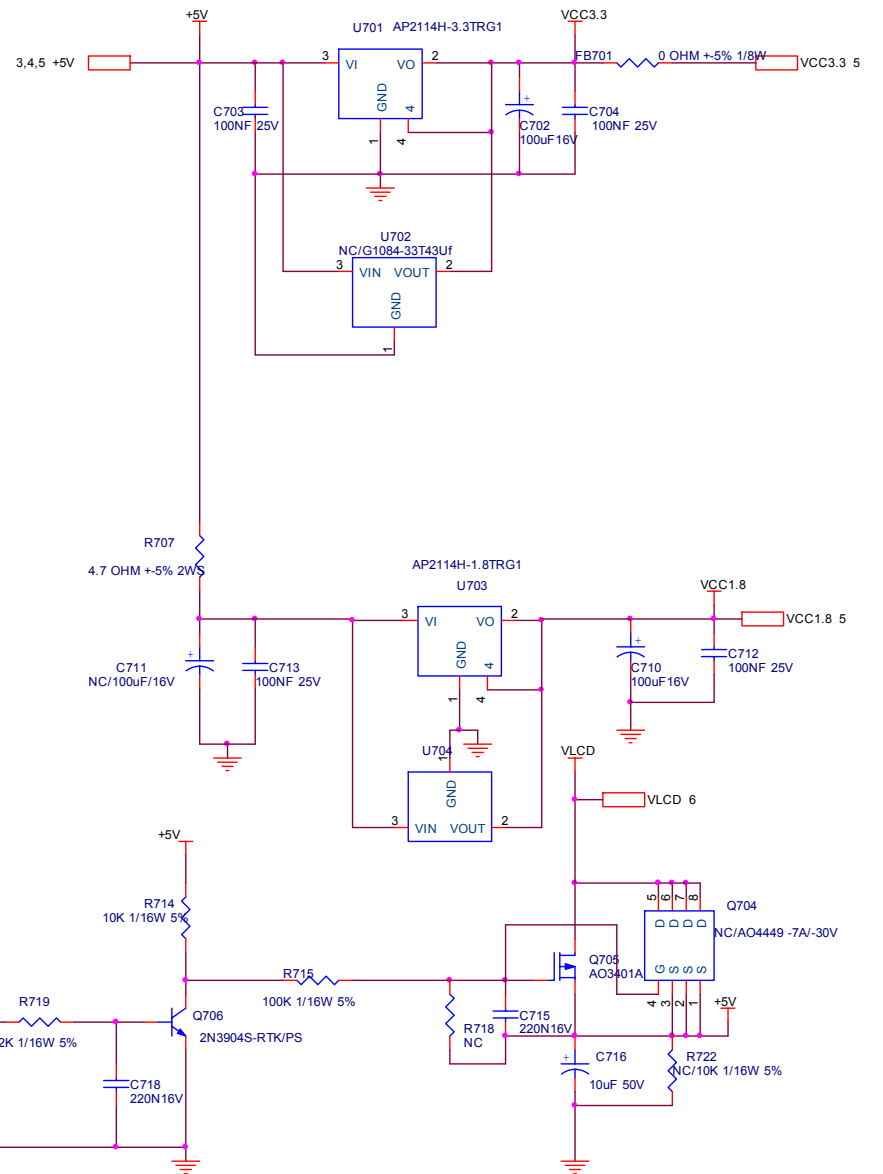 +5V
VCC3.3
U701 AP2114H-3.3TRG1
3,4,5 +5V
3
VI
VO
2
GND
4
1
4
FB701
0 OHM +-5% 1/8W
VCC3.3 5
C703
100NF 25V
C702
100uF16V
C704
100NF 25V
U702
NC/G1084-33T43Uf
3
VIN VOUT
2
GND
1
R707
4.7 OHM +-5% 2WS
AP2114H-1.8TRG1
U703
VCC1.8
3
VI
VO
2
GND
4
1
4
VCC1.8 5
C711
NC/100uF/16V
C713
100NF 25V
C710
100uF16V
C712
100NF 25V
U704
1
GND
3
VIN VOUT
2
VLCD
VLCD 6
+5V
R714
10K 1/16W 5%
5 6 7 8
D D D D
Q704
NC/AO4449 -7A/-30V
G S S S
4 3 2 1
Q705
AO3401A
R715
100K 1/16W 5%
+5V
R719
2K 1/16W 5%
Q706
2N3904S-RTK/PS
R718
NC
C715
220N16V
C716
10uF 50V
R722
NC/10K 1/16W 5%
C718
220N16V